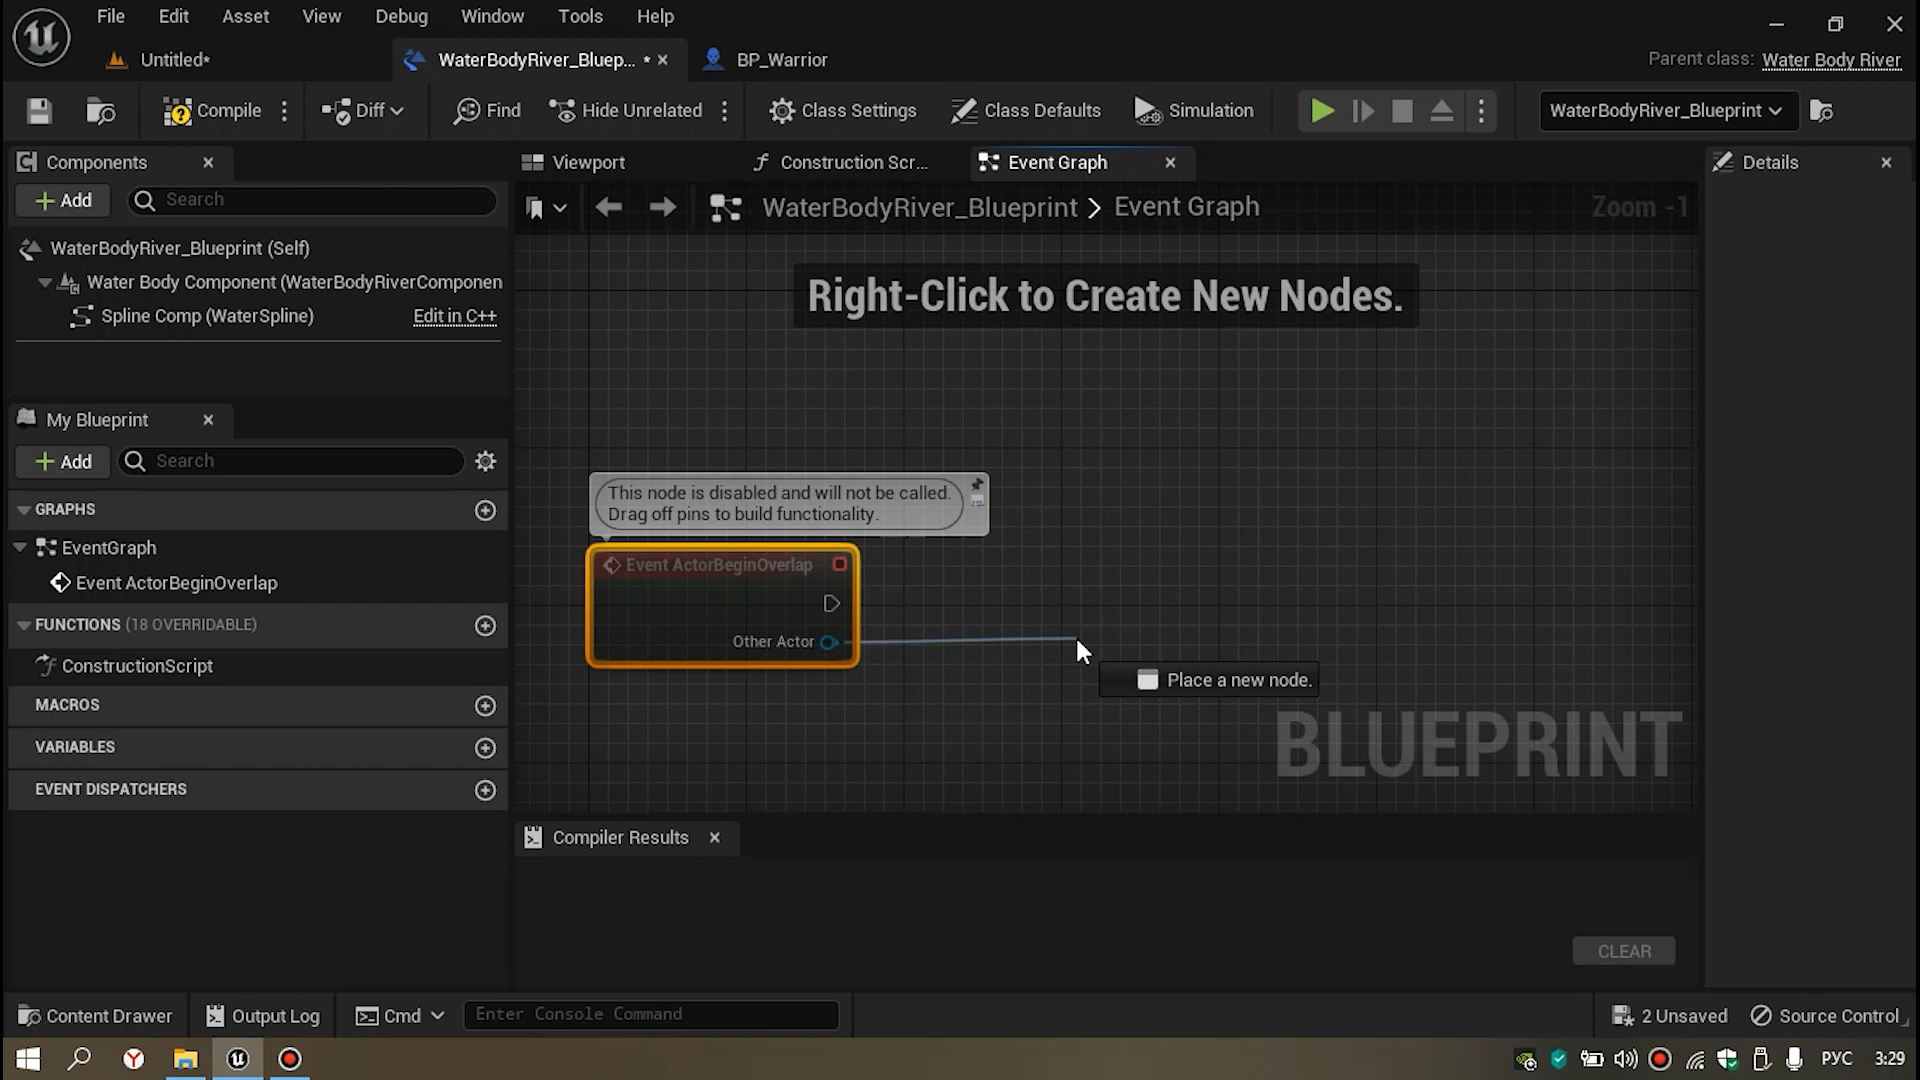 File Edit Asset View Debug Window Tools Help
Untitled*
WaterBodyRiver_Bluep... *
BP_Warrior
Parent class: Water Body River
Compile
Diff
Find
Hide Unrelated
Class Settings
Class Defaults
Simulation
WaterBodyRiver_Blueprint
Components
Viewport
Construction Scr...
Event Graph
Details
Add
Search
WaterBodyRiver_Blueprint > Event Graph
Zoom -1
WaterBodyRiver_Blueprint (Self)
Water Body Component (WaterBodyRiverComponen
Spline Comp (WaterSpline)
Edit in C++
Right-Click to Create New Nodes.
My Blueprint
Add
Search
GRAPHS
EventGraph
Event ActorBeginOverlap
FUNCTIONS (18 OVERRIDABLE)
ConstructionScript
MACROS
VARIABLES
EVENT DISPATCHERS
This node is disabled and will not be called.
Drag off pins to build functionality.
Event ActorBeginOverlap
Other Actor
Place a new node.
BLUEPRINT
Compiler Results
CLEAR
Content Drawer
Output Log
Cmd
Enter Console Command
2 Unsaved
Source Control
РУС
3:29